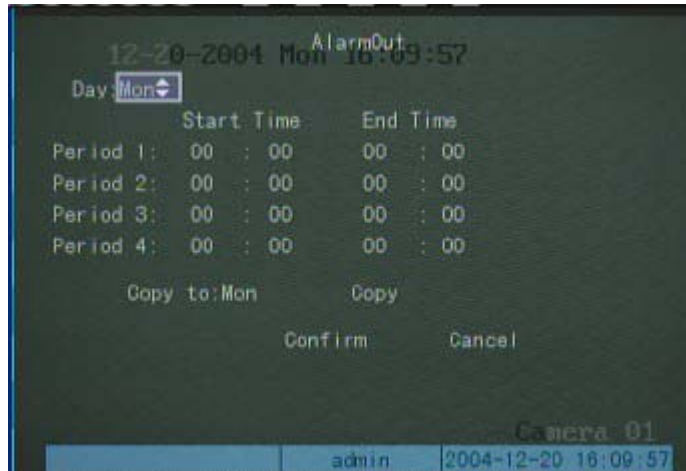 AlarmOut
12-20-2004 Mon 16:09:57
Day:Mon
Start Time End Time
Period 1: 00 : 00 00 : 00
Period 2: 00 : 00 00 : 00
Period 3: 00 : 00 00 : 00
Period 4: 00 : 00 00 : 00
Copy to:Mon Copy
Confirm Cancel
Camera 01
admin 2004-12-20 16:09:57